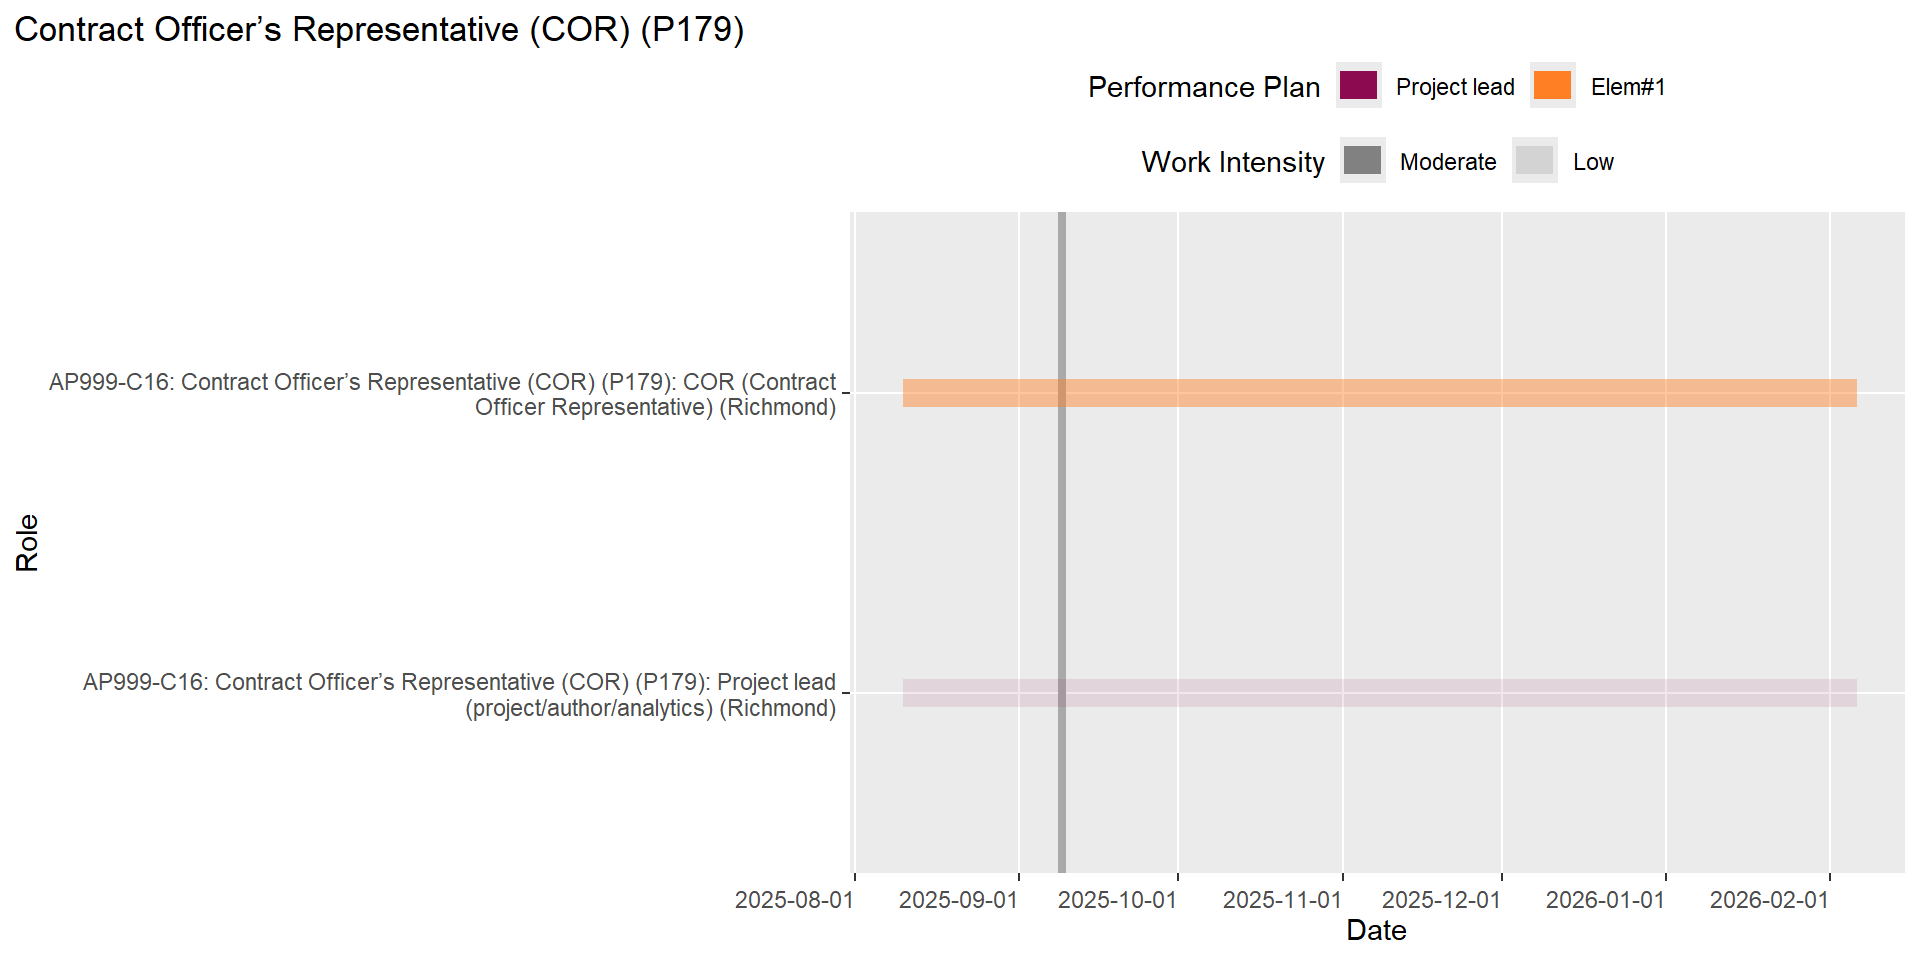 Contract Officer’s Representative (COR) (P179)
Performance Plan Project lead Elem#1
Work Intensity Moderate Low
AP999-C16: Contract Officer’s Representative (COR) (P179): COR (Contract
Officer Representative) (Richmond)
Role
AP999-C16: Contract Officer’s Representative (COR) (P179): Project lead
(project/author/analytics) (Richmond)
2025-08-01 2025-09-01 2025-10-01 2025-11-01 2025-12-01 2026-01-01 2026-02-01
Date